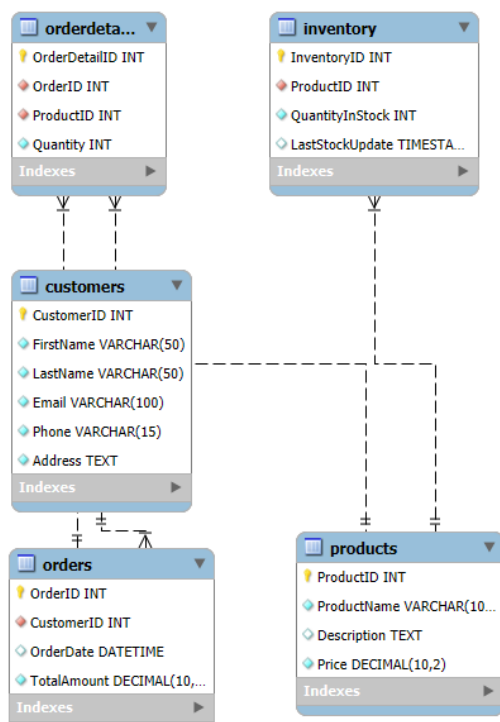 orderdeta...
OrderDetailID INT
OrderID INT
ProductID INT
Quantity INT
Indexes
inventory
InventoryID INT
ProductID INT
QuantityInStock INT
LastStockUpdate TIMESTA...
Indexes
customers
CustomerID INT
FirstName VARCHAR(50)
LastName VARCHAR(50)
Email VARCHAR(100)
Phone VARCHAR(15)
Address TEXT
Indexes
orders
OrderID INT
CustomerID INT
OrderDate DATETIME
TotalAmount DECIMAL(10,...
Indexes
products
ProductID INT
ProductName VARCHAR(10...
Description TEXT
Price DECIMAL(10,2)
Indexes